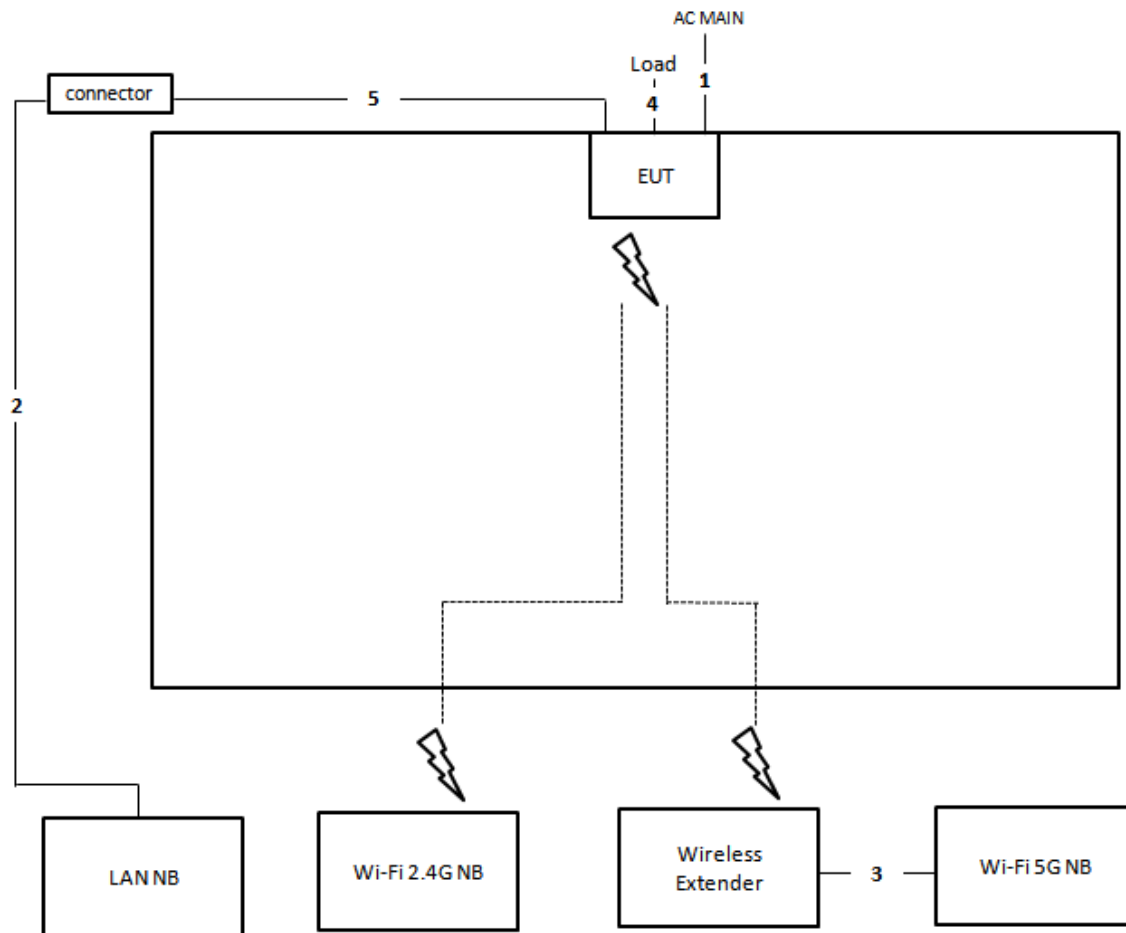 AC MAIN
Load
1
connector
5
4
EUT
2
LAN NB
Wi-Fi 2.4G NB
Wireless
Extender
3
Wi-Fi 5G NB